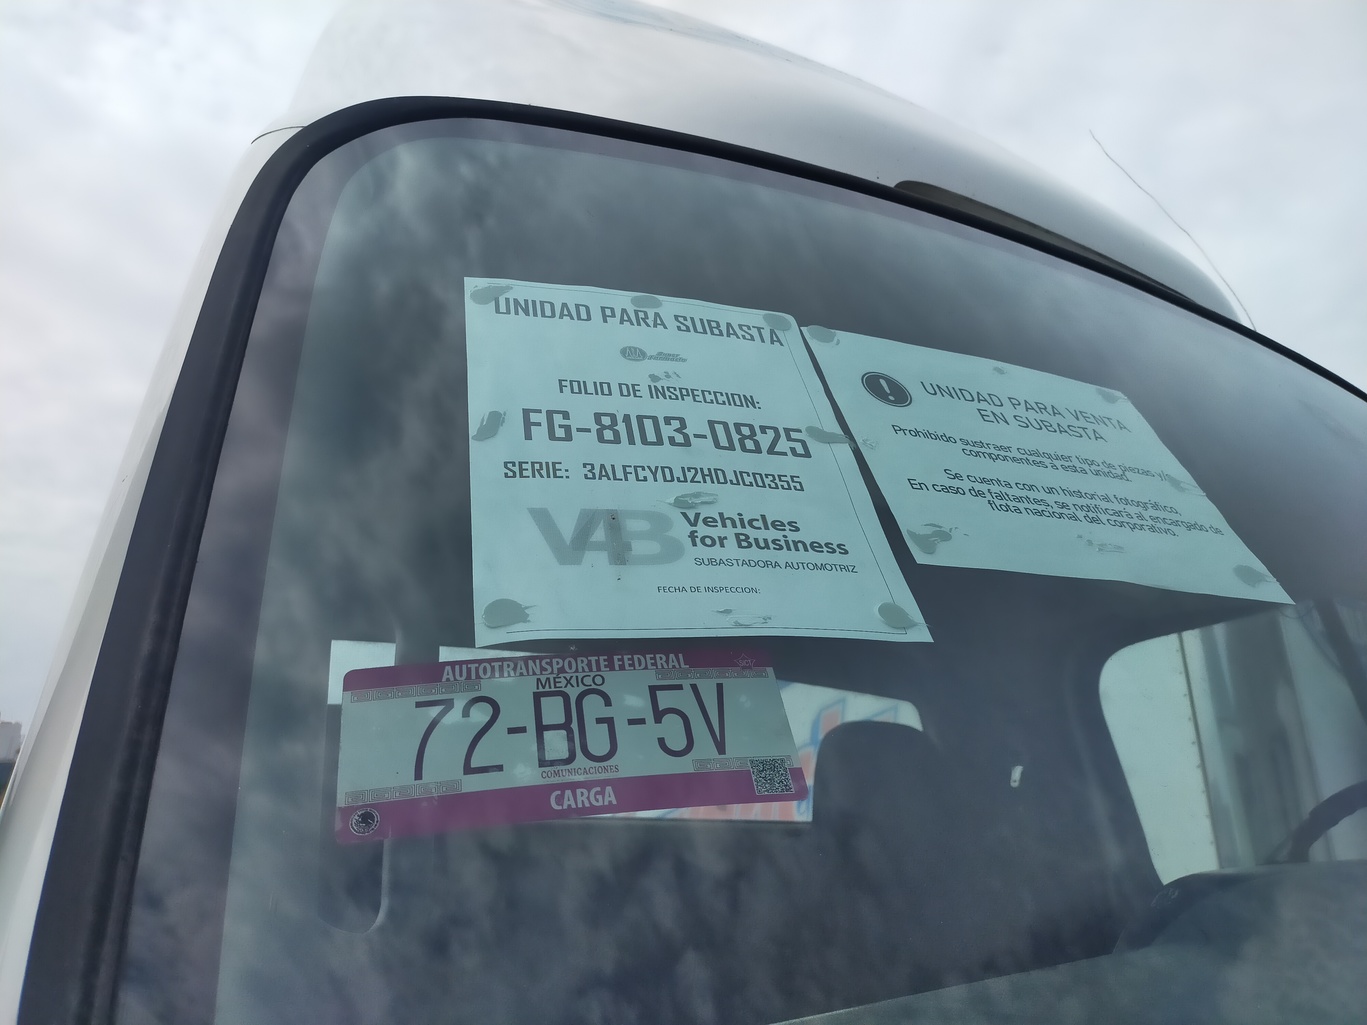 UNIDAD PARA SUBASTA
FOLIO DE INSPECCION:
FG-8103-0825
SERIE: 3ALFCYDJ2HDJC0355
V4B
Vehicles
for Business
SUBASTADORA AUTOMOTRIZ
FECHA DE INSPECCION:
!
UNIDAD PARA VENTA
EN SUBASTA
Prohibido sustraer cualquier tipo de piezas y/o
componentes a esta unidad.
Se cuenta con un historial fotográfico,
En caso de faltantes, se notificará al encargado de
flota nacional del corporativo.
AUTOTRANSPORTE FEDERAL
MÉXICO
72-BG-5V
COMUNICACIONES
CARGA